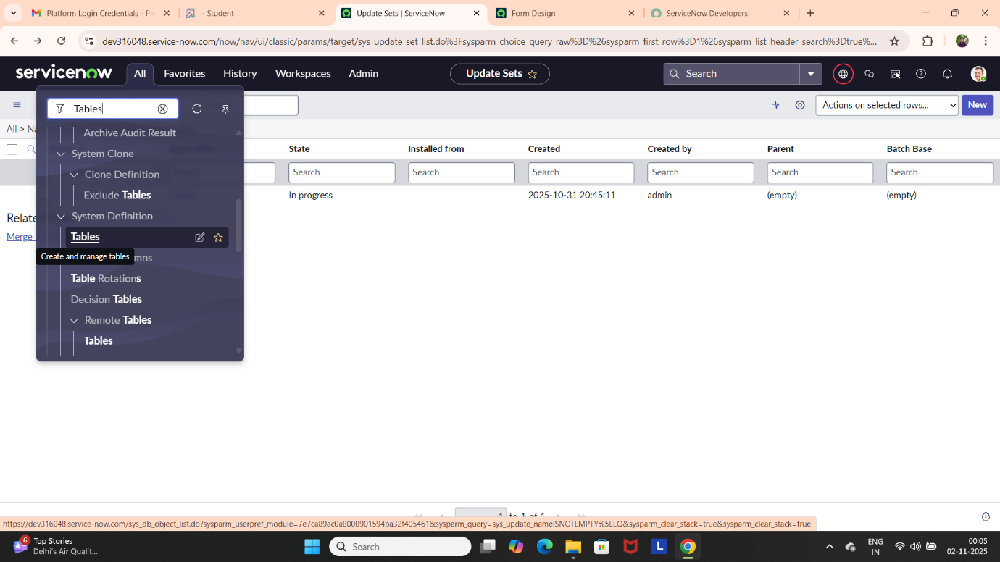 Platform Login Credentials - Pro
- Student
Update Sets | ServiceNow
Form Design
ServiceNow Developers
dev316048.service-now.com/now/nav/ui/classic/params/target/sys_update_set_list.do%3Fsysparm_choice_query_raw%3D%26sysparm_first_row%3D1%26sysparm_list_header_search%3Dtrue%...
servicenow
All
Favorites
History
Workspaces
Admin
Update Sets
Search
Tables
Actions on selected rows...
New
All > Na
Archive Audit Result
System Clone
Clone Definition
Exclude Tables
System Definition
Tables
Create and manage tables
mns
Table Rotations
Decision Tables
Remote Tables
Tables
State
Installed from
Created
Created by
Parent
Batch Base
Search
Search
Search
Search
Search
Search
In progress
2025-10-31 20:45:11
admin
(empty)
(empty)
Relate
Merge U
1 to 1 of 1
https://dev316048.service-now.com/sys_db_object_list.do?sysparm_userpref_module=7e7ca89ac0a8000901594ba32f405461&sysparm_query=sys_update_nameISNOTEMPTY%5EEQ&sysparm_clear_stack=true&sysparm_clear_stack=true
6
Top Stories
Delhi's Air Qualit...
Search
L
ENG
IN
00:05
02-11-2025